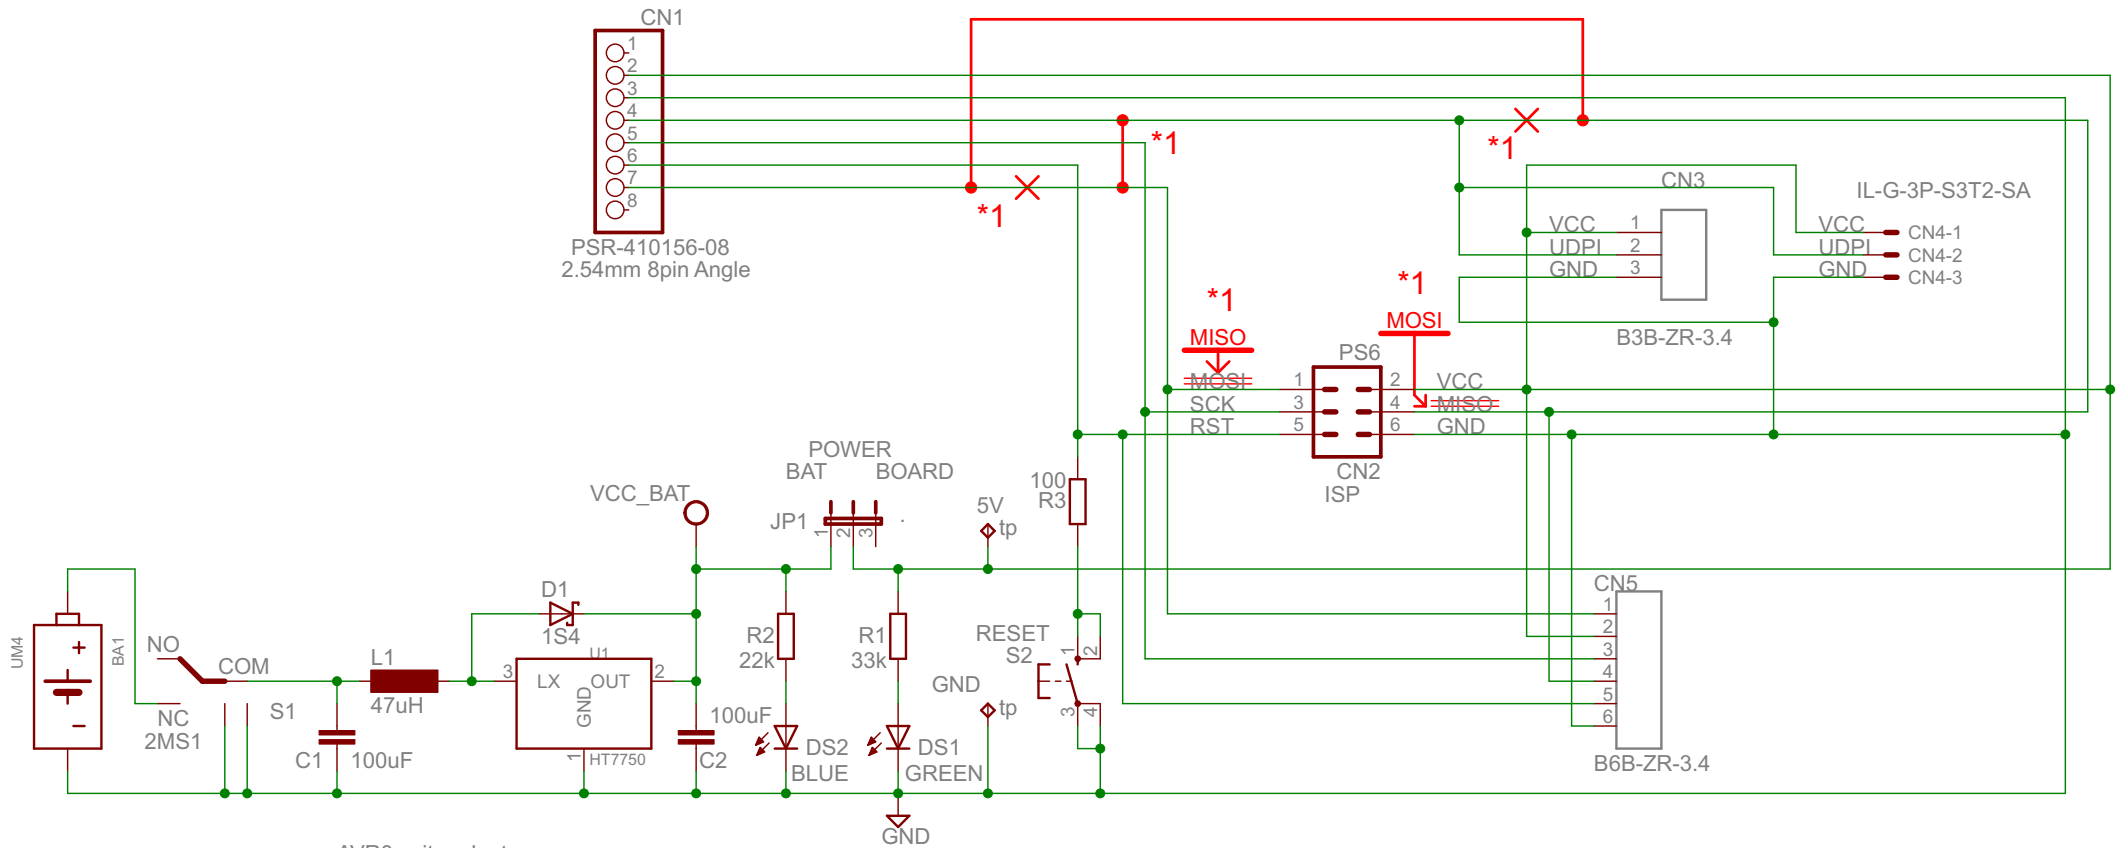 CN1
1
2
3
4
5
6
7
8
PSR-410156-08
2.54mm 8pin Angle
*1
*1
*1
CN3
IL-G-3P-S3T2-SA
VCC 1
UDPI 2
GND 3
B3B-ZR-3.4
VCC CN4-1
UDPI CN4-2
GND CN4-3
*1
MISO
*1
MOSI
PS6
MOSI 1 2 VCC
SCK 3 4 MISO
RST 5 6 GND
CN2
ISP
POWER
BAT BOARD
JP1 1 2 3 .
VCC_BAT
5V
tp
100
R3
UM4
BA1
+
−
NO
COM
NC
2MS1
S1
L1
47uH
C1 100uF
D1
1S4
U1
3 LX OUT 2
GND
1
HT7750
100uF
C2
R2
22k
R1
33k
DS2
BLUE
DS1
GREEN
GND
tp
RESET
S2
1 2
3 4
CN5
1
2
3
4
5
6
B6B-ZR-3.4
GND